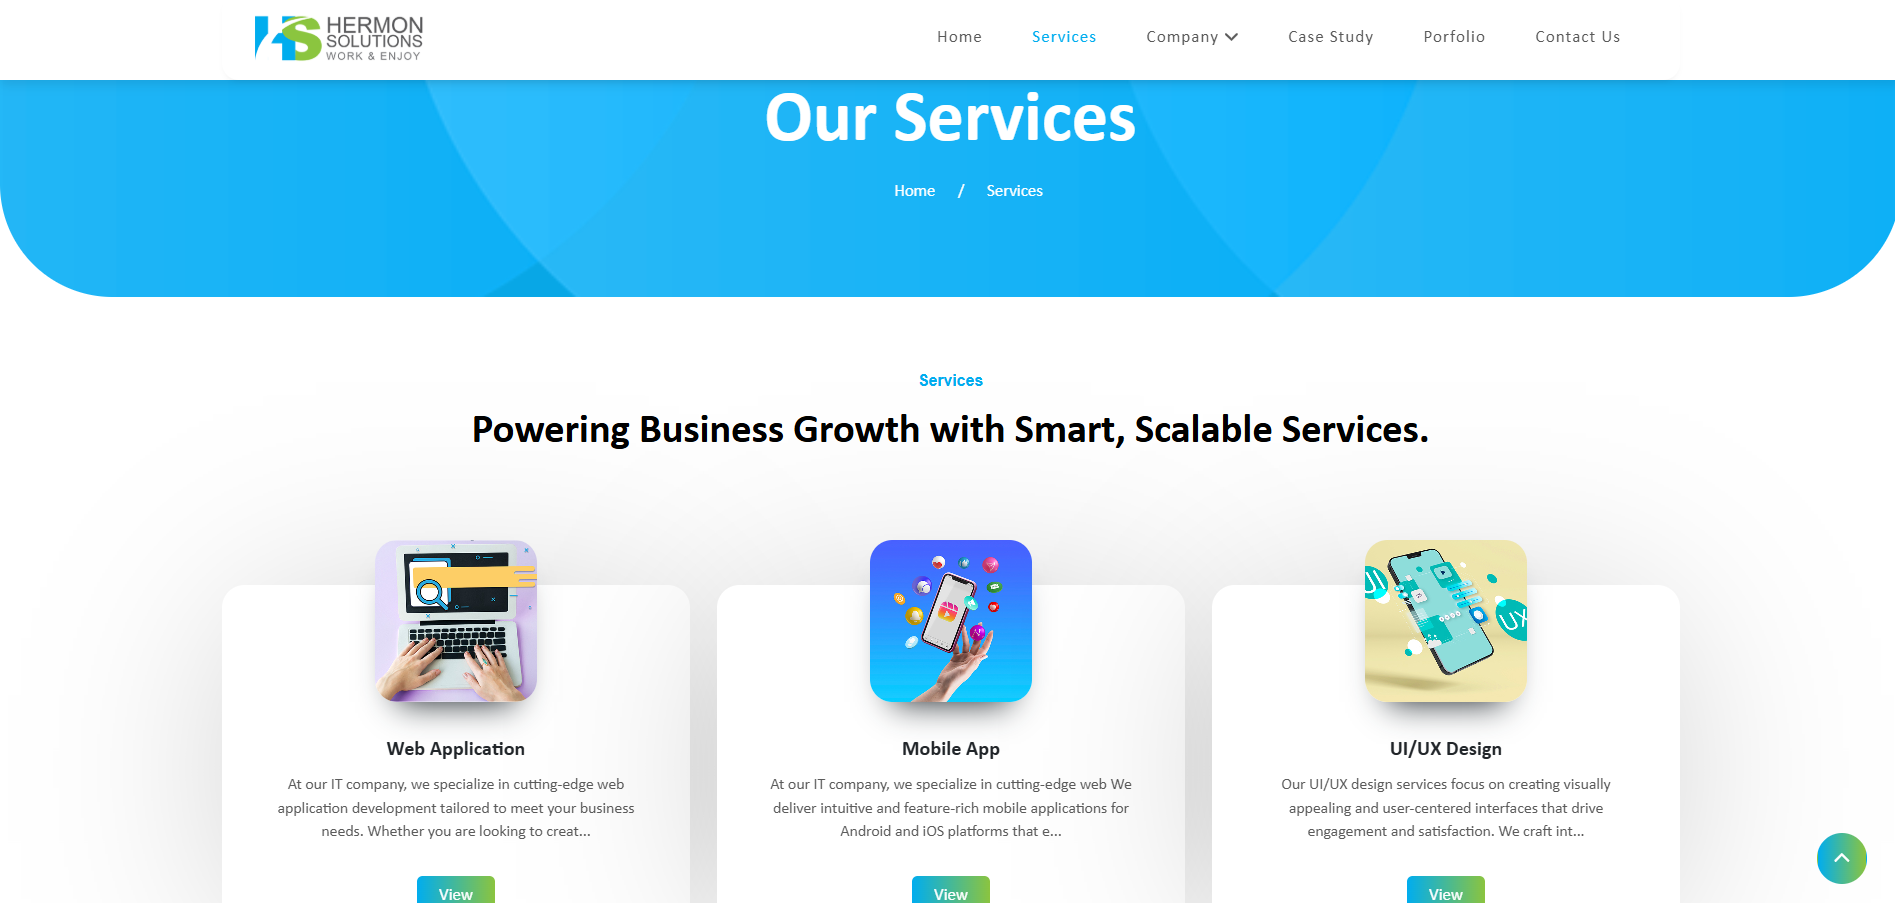 HERMON
SOLUTIONS
WORK & ENJOY
Home
Services
Company
Case Study
Porfolio
Contact Us
Our Services
Home / Services
Services
Powering Business Growth with Smart, Scalable Services.
UI
UX
Web Application
At our IT company, we specialize in cutting-edge web
application development tailored to meet your business
needs. Whether you are looking to creat...
View
Mobile App
At our IT company, we specialize in cutting-edge web We
deliver intuitive and feature-rich mobile applications for
Android and iOS platforms that e...
View
UI/UX Design
Our UI/UX design services focus on creating visually
appealing and user-centered interfaces that drive
engagement and satisfaction. We craft int...
View